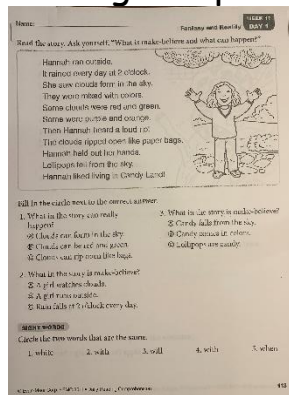 Name:
Fantasy and Reality
WEEK 17
DAY 1
Read the story. Ask yourself, "What is make-believe and what can happen?"
Hannah ran outside.
It rained every day at 2 o'clock.
She saw clouds form in the sky.
They were mixed with colors.
Some clouds were red and green.
Some were purple and orange.
Then Hannah heard a loud rip!
The clouds ripped open like paper bags.
Hannah held out her hands.
Lollipops fell from the sky.
Hannah liked living in Candy Land!
Fill in the circle next to the correct answer.
1. What in the story can really
happen?
Ⓐ Clouds can form in the sky.
Ⓑ Clouds can be red and green.
Ⓒ Clouds can rip open like bags.
2. What in the story is make-believe?
Ⓐ A girl watches clouds.
Ⓑ A girl runs outside.
Ⓒ Rain falls at 2 o'clock every day.
3. What in the story is make-believe?
Ⓐ Candy falls from the sky.
Ⓑ Candy comes in colors.
Ⓒ Lollipops are candy.
SIGHT WORDS
Circle the two words that are the same.
1. white 2. with 3. will 4. with 5. when
Comprehension
113